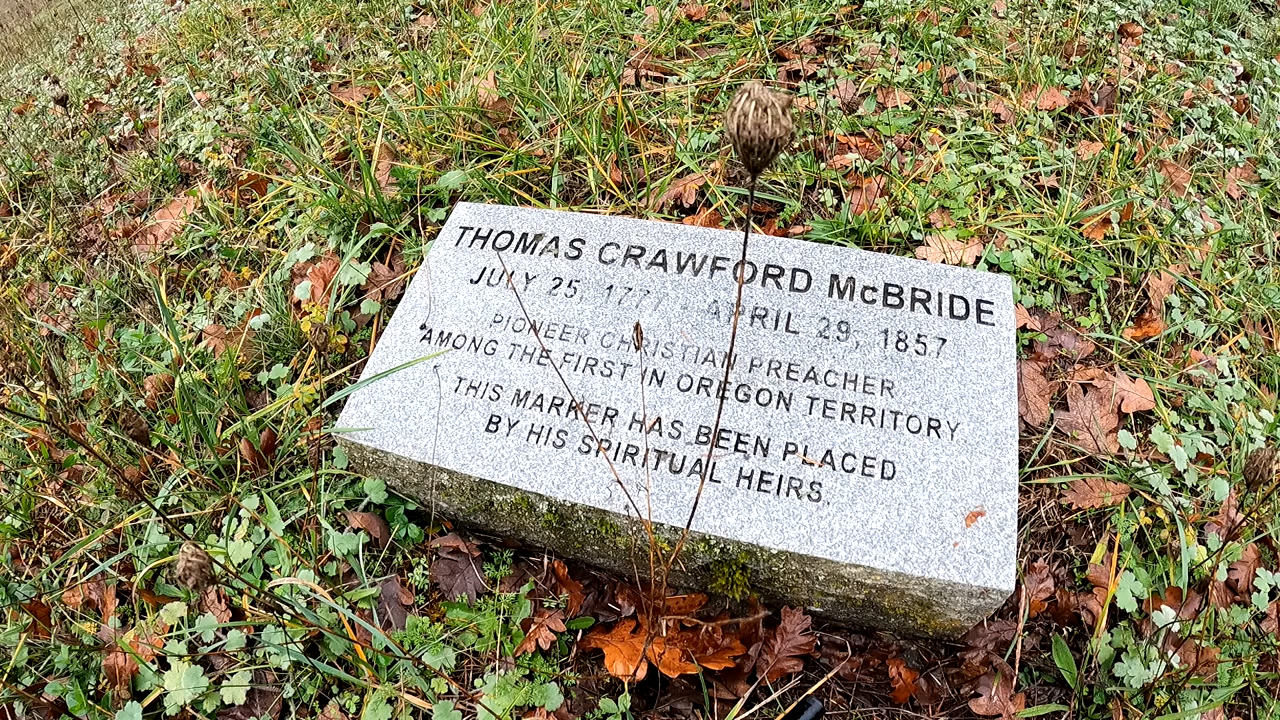 THOMAS CRAWFORD McBRIDE
JULY 25, 1777 - APRIL 29, 1857
PIONEER CHRISTIAN PREACHER
AMONG THE FIRST IN OREGON TERRITORY
THIS MARKER HAS BEEN PLACED
BY HIS SPIRITUAL HEIRS.